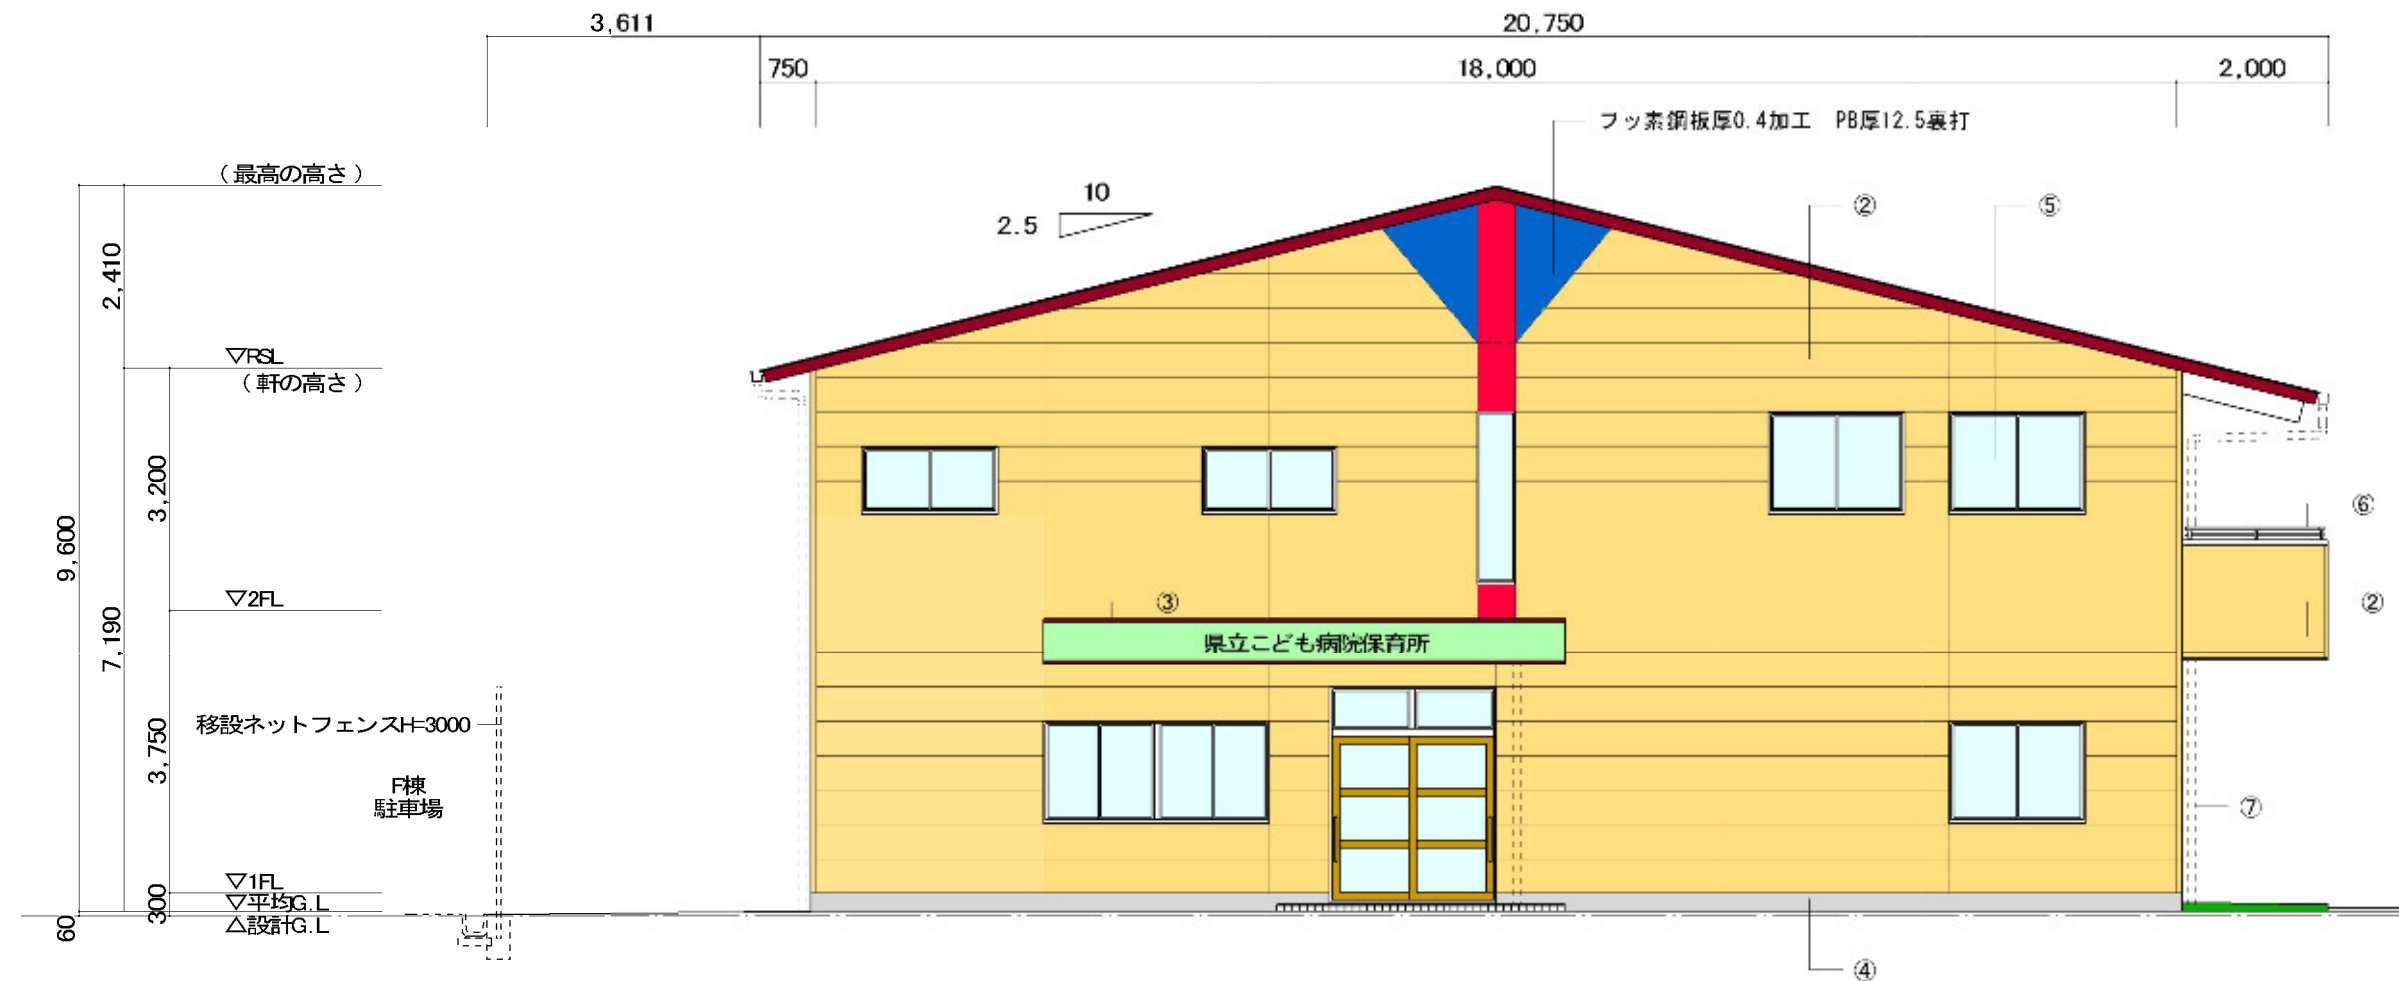 3,611
20,750
750
18,000
2,000
フッ素鋼板厚0.4加工　PB厚12.5裏打
(最高の高さ)
10
2.5
②
⑤
2,410
▽RSL
(軒の高さ)
3,200
9,600
⑥
▽2FL
③
②
7,190
県立こども病院保育所
移設ネットフェンスH=3000
3,750
F棟
駐車場
⑦
▽1FL
300
▽平均G.L
60
△設計G.L
④